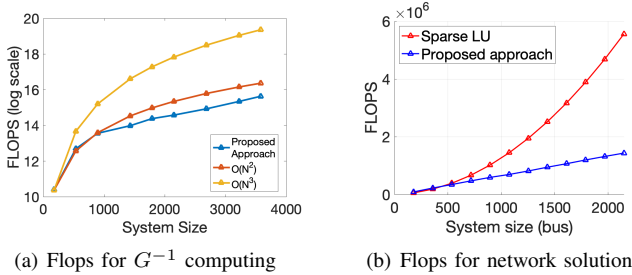 20
18
16
14
12
10
FLOPS (log scale)
0
1000
2000
3000
4000
System Size
Proposed
Approach
O(N²)
O(N³)
(a) Flops for G⁻¹ computing
×10⁶
6
4
2
0
FLOPS
0
500
1000
1500
2000
System size (bus)
Sparse LU
Proposed approach
(b) Flops for network solution